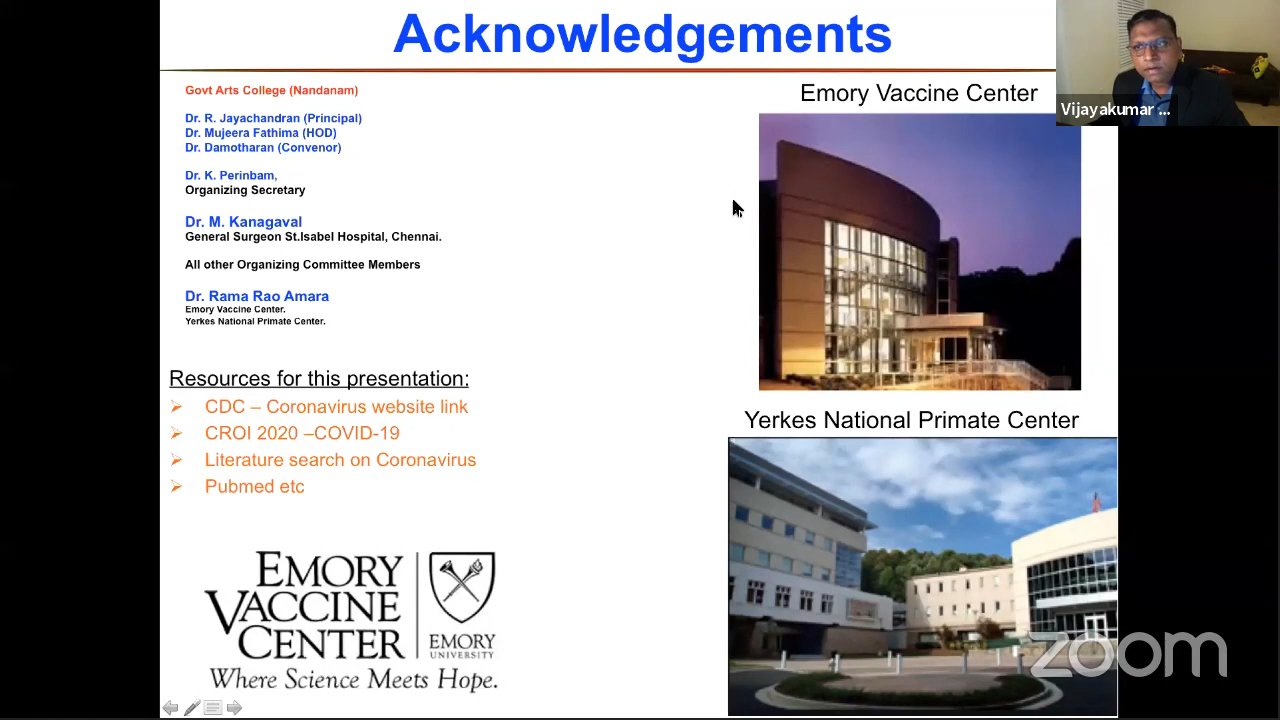 Acknowledgements
Govt Arts College (Nandanam)
Dr. R. Jayachandran (Principal)
Dr. Mujeera Fathima (HOD)
Dr. Damotharan (Convenor)
Dr. K. Perinbam,
Organizing Secretary
Dr. M. Kanagaval
General Surgeon St.Isabel Hospital, Chennai.
All other Organizing Committee Members
Dr. Rama Rao Amara
Emory Vaccine Center.
Yerkes National Primate Center.
Resources for this presentation:
CDC – Coronavirus website link
CROI 2020 –COVID-19
Literature search on Coronavirus
Pubmed etc
EMORY
VACCINE
CENTER
EMORY
UNIVERSITY
Where Science Meets Hope.
Emory Vaccine Center
Yerkes National Primate Center
Vijayakumar ...
zoom